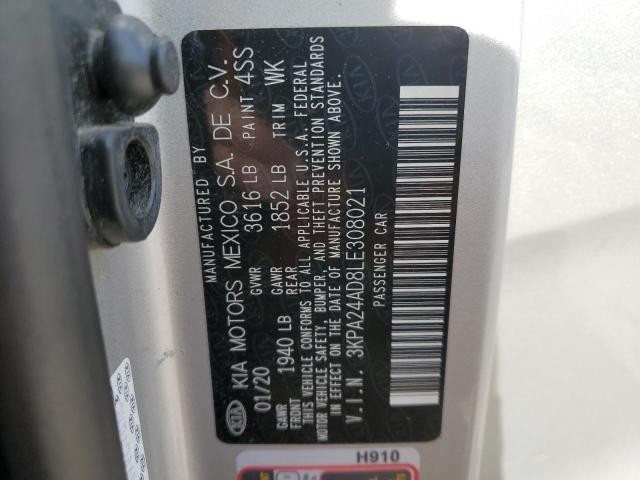 MANUFACTURED BY
KIA KIA MOTORS MEXICO S.A. DE C.V.
01/20 GVWR 3616 LB PAINT 4SS
GAWR FRONT 1940 LB GAWR REAR 1852 LB TRIM WK
THIS VEHICLE CONFORMS TO ALL APPLICABLE U.S.A. FEDERAL
MOTOR VEHICLE SAFETY, BUMPER, AND THEFT PREVENTION STANDARDS
IN EFFECT ON THE DATE OF MANUFACTURE SHOWN ABOVE.
V.I.N. 3KPA24AD8LE308021
PASSENGER CAR
H910